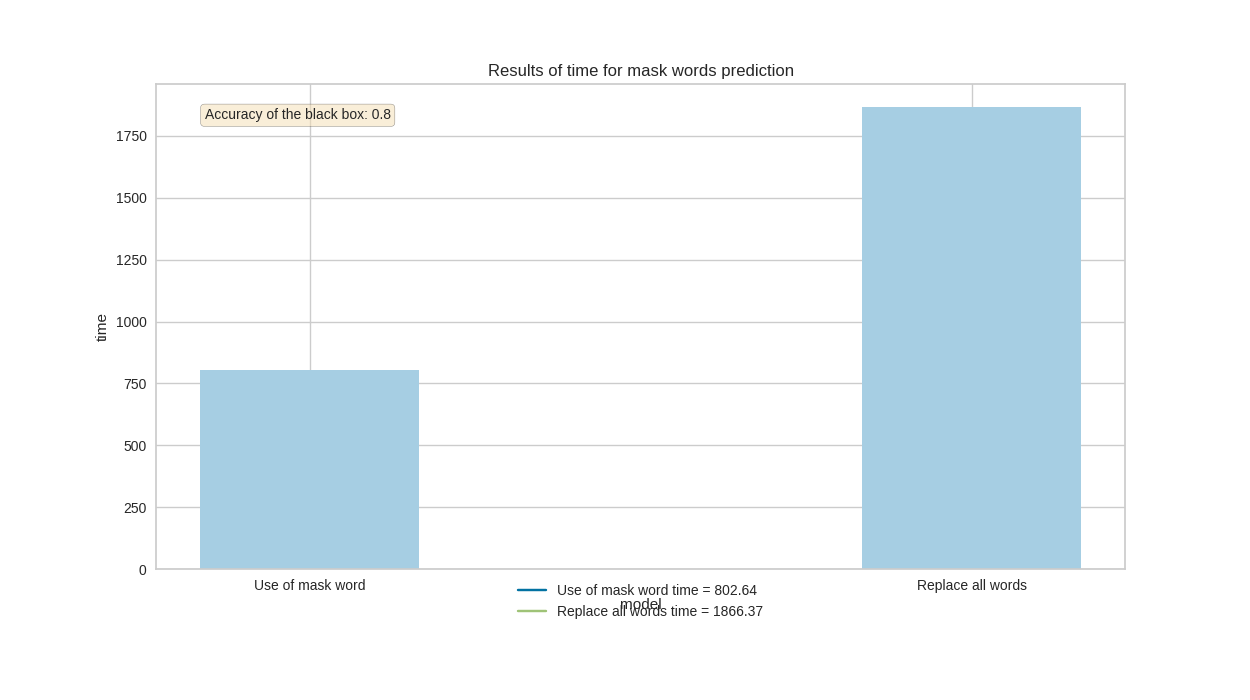 Results of time for mask words prediction
Accuracy of the black box: 0.8
1750
1500
1250
1000
750
500
250
0
time
Use of mask word
Replace all words
Use of mask word time = 802.64
model
Replace all words time = 1866.37